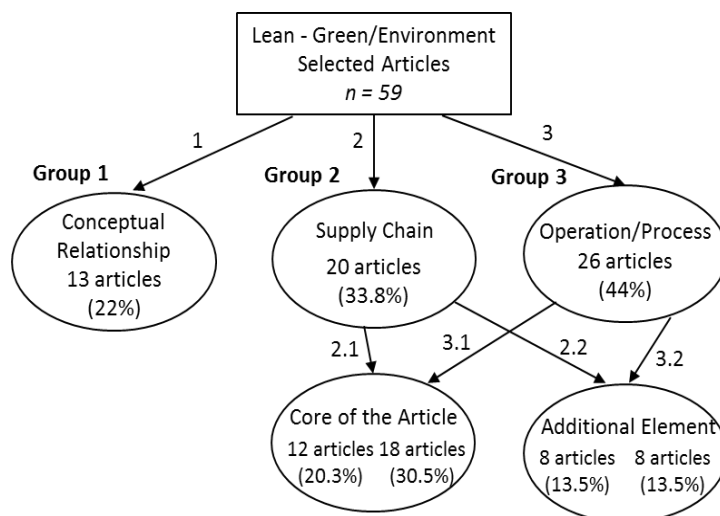 Lean - Green/Environment
Selected Articles
n = 59
1
2
3
Group 1
Group 2
Group 3
Conceptual
Relationship
13 articles
(22%)
Supply Chain
20 articles
(33.8%)
Operation/Process
26 articles
(44%)
2.1
3.1
2.2
3.2
Core of the Article
12 articles 18 articles
(20.3%) (30.5%)
Additional Element
8 articles 8 articles
(13.5%) (13.5%)